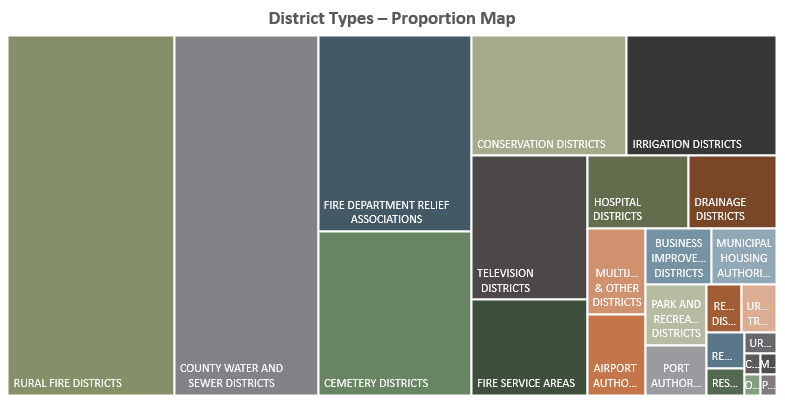 District Types – Proportion Map
RURAL FIRE DISTRICTS
COUNTY WATER AND
SEWER DISTRICTS
FIRE DEPARTMENT RELIEF
ASSOCIATIONS
CEMETERY DISTRICTS
CONSERVATION DISTRICTS
IRRIGATION DISTRICTS
TELEVISION
DISTRICTS
FIRE SERVICE AREAS
HOSPITAL
DISTRICTS
DRAINAGE
DISTRICTS
MULTIJ...
& OTHER
DISTRICTS
AIRPORT
AUTHO...
BUSINESS
IMPROVE...
DISTRICTS
MUNICIPAL
HOUSING
AUTHORI...
PARK AND
RECREA...
DISTRICTS
PORT
AUTHOR...
RE...
DIS...
UR...
TR...
RE...
RES...
UR...
C...
M...
O...
P...